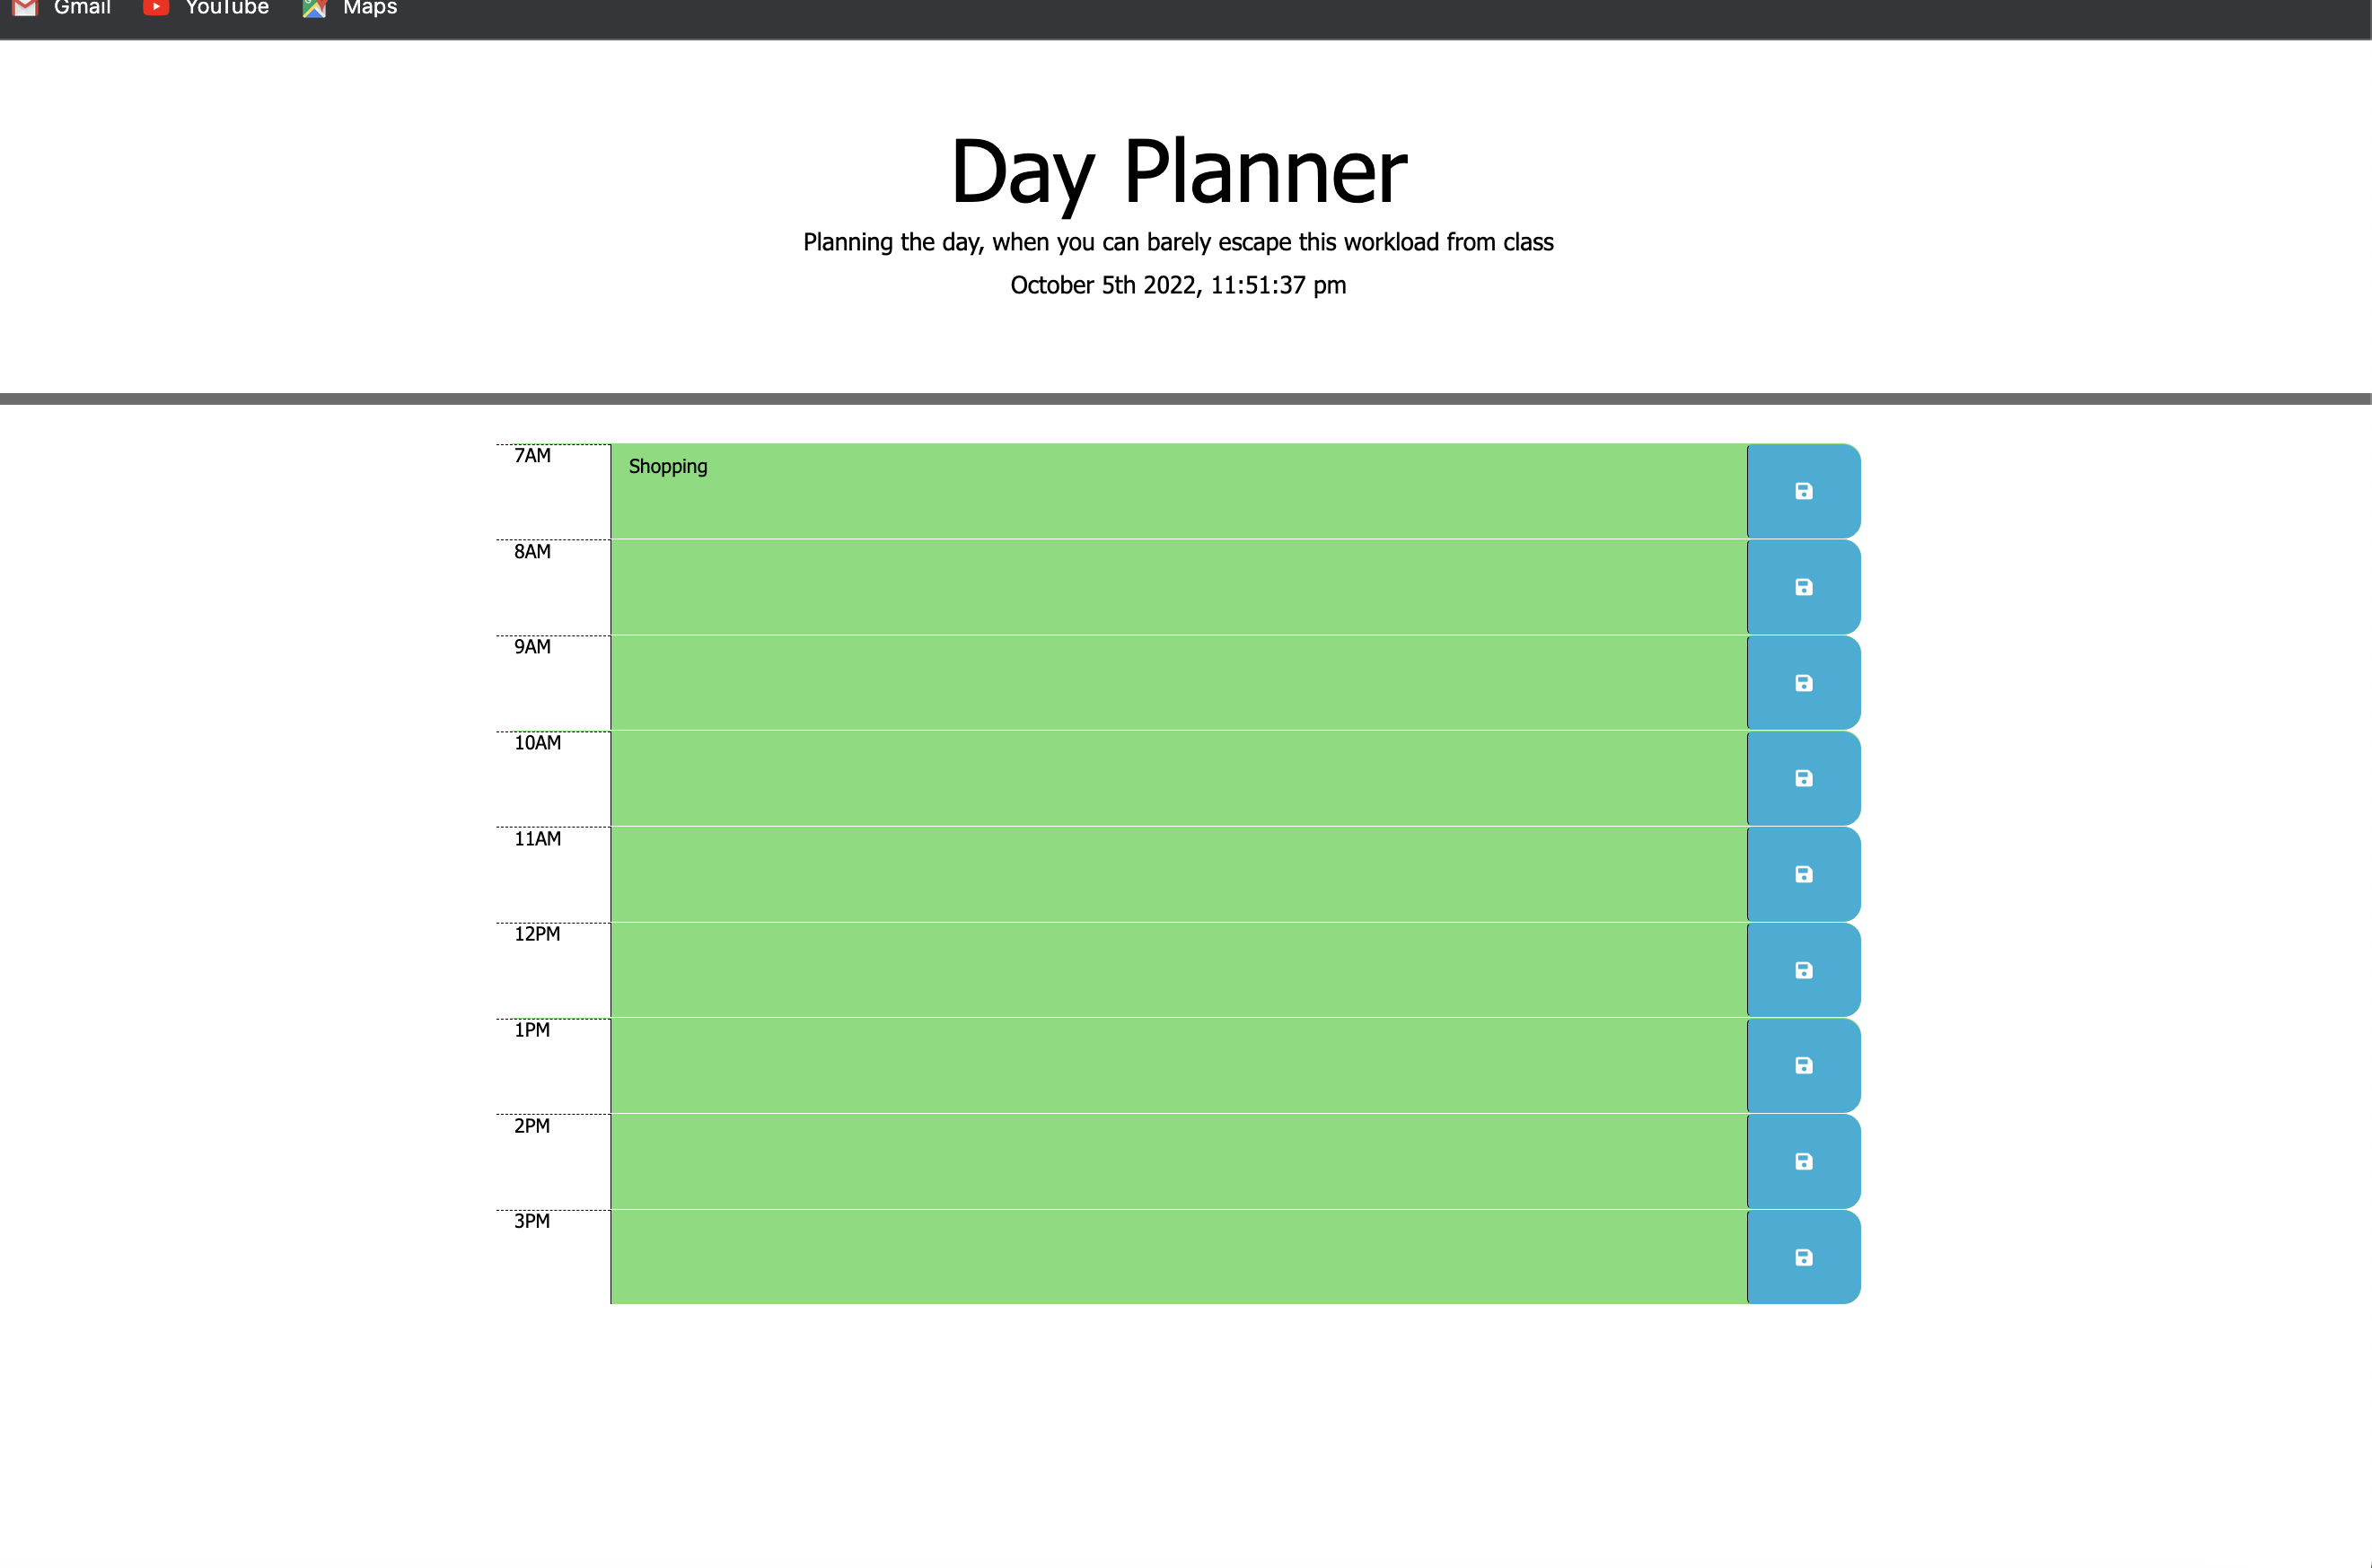 Gmail YouTube Maps
Day Planner
Planning the day, when you can barely escape this workload from class
October 5th 2022, 11:51:37 pm
7AM Shopping
8AM
9AM
10AM
11AM
12PM
1PM
2PM
3PM